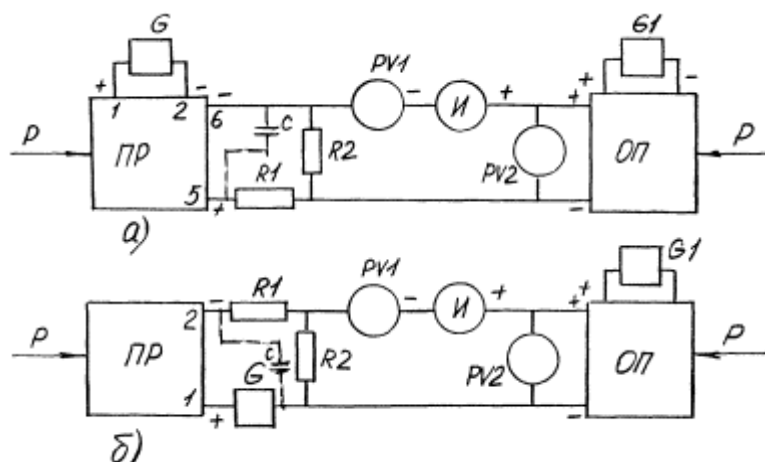 G
G1
+ 1 2 - - 6 PV1 - И + + + -
P ПР C R2 PV2 ОП P
5 + R1 -
а)
G1
2 - R1 PV1 - И + +
P ПР C R2 PV2 ОП P
1 + G -
б)